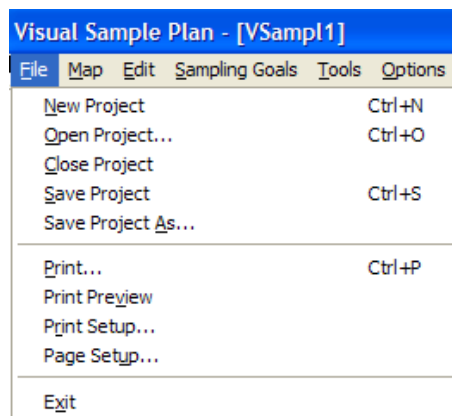 Visual Sample Plan - [VSampl1]
File Map Edit Sampling Goals Tools Options
New Project Ctrl+N
Open Project... Ctrl+O
Close Project
Save Project Ctrl+S
Save Project As...
Print... Ctrl+P
Print Preview
Print Setup...
Page Setup...
Exit